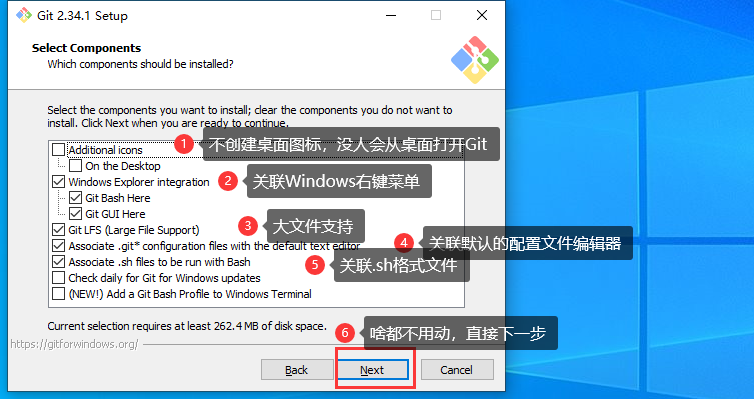 Git 2.34.1 Setup
Select Components
Which components should be installed?
Select the components you want to install; clear the components you do not want to
install. Click Next when you are ready to continue.
Additional icons
1 不创建桌面图标，没人会从桌面打开Git
On the Desktop
Windows Explorer integration
2 关联Windows右键菜单
Git Bash Here
Git GUI Here
Git LFS (Large File Support)
3 大文件支持
Associate .git* configuration files with the default text editor
4 关联默认的配置文件编辑器
Associate .sh files to be run with Bash
5 关联.sh格式文件
Check daily for Git for Windows updates
(NEW!) Add a Git Bash Profile to Windows Terminal
Current selection requires at least 262.4 MB of disk space.
6 啥都不用动，直接下一步
https://gitforwindows.org/
Back Next Cancel